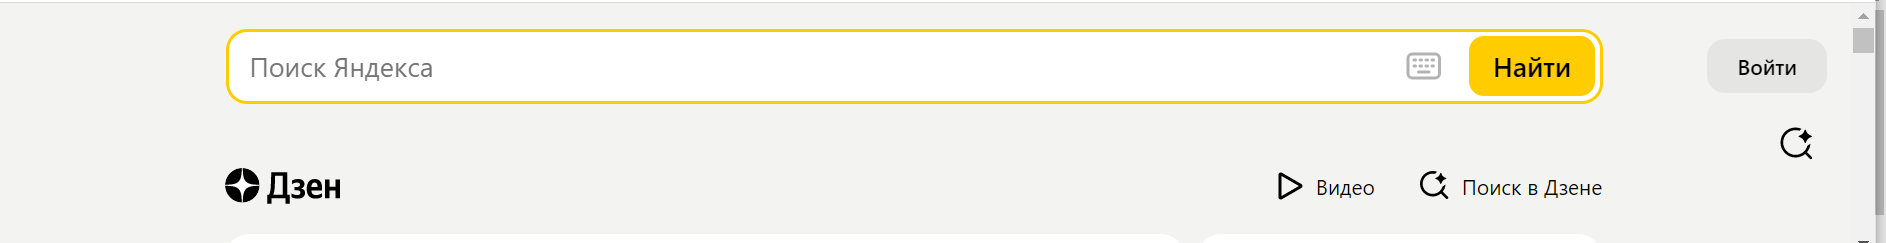 Поиск Яндекса
Найти
Войти
Дзен
Видео
Поиск в Дзене